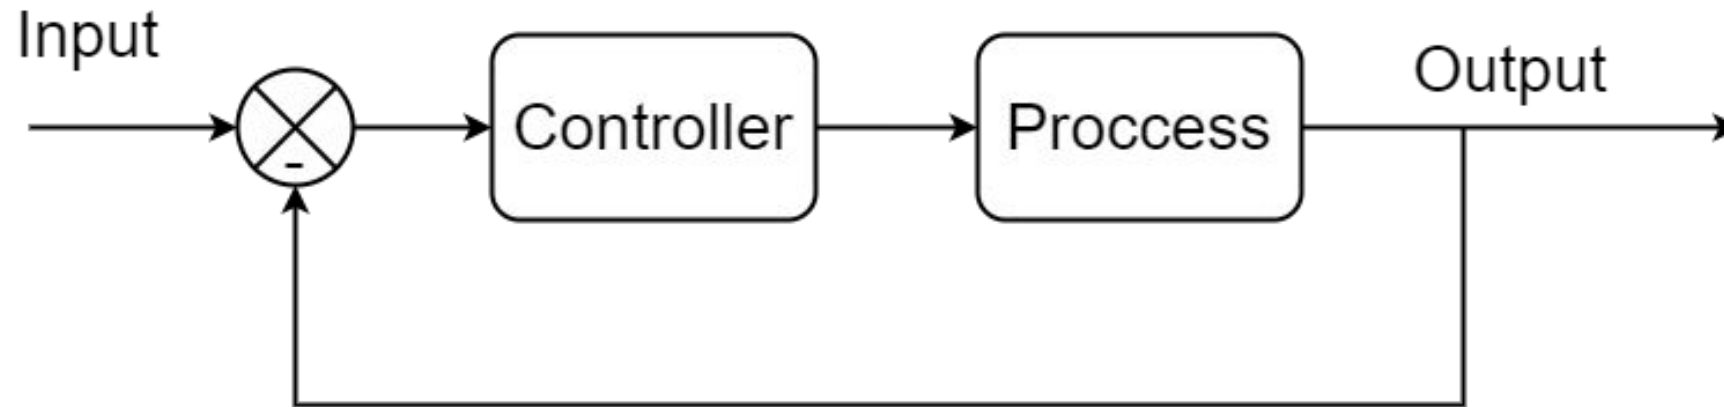 Input
Output
Controller
Proccess
-